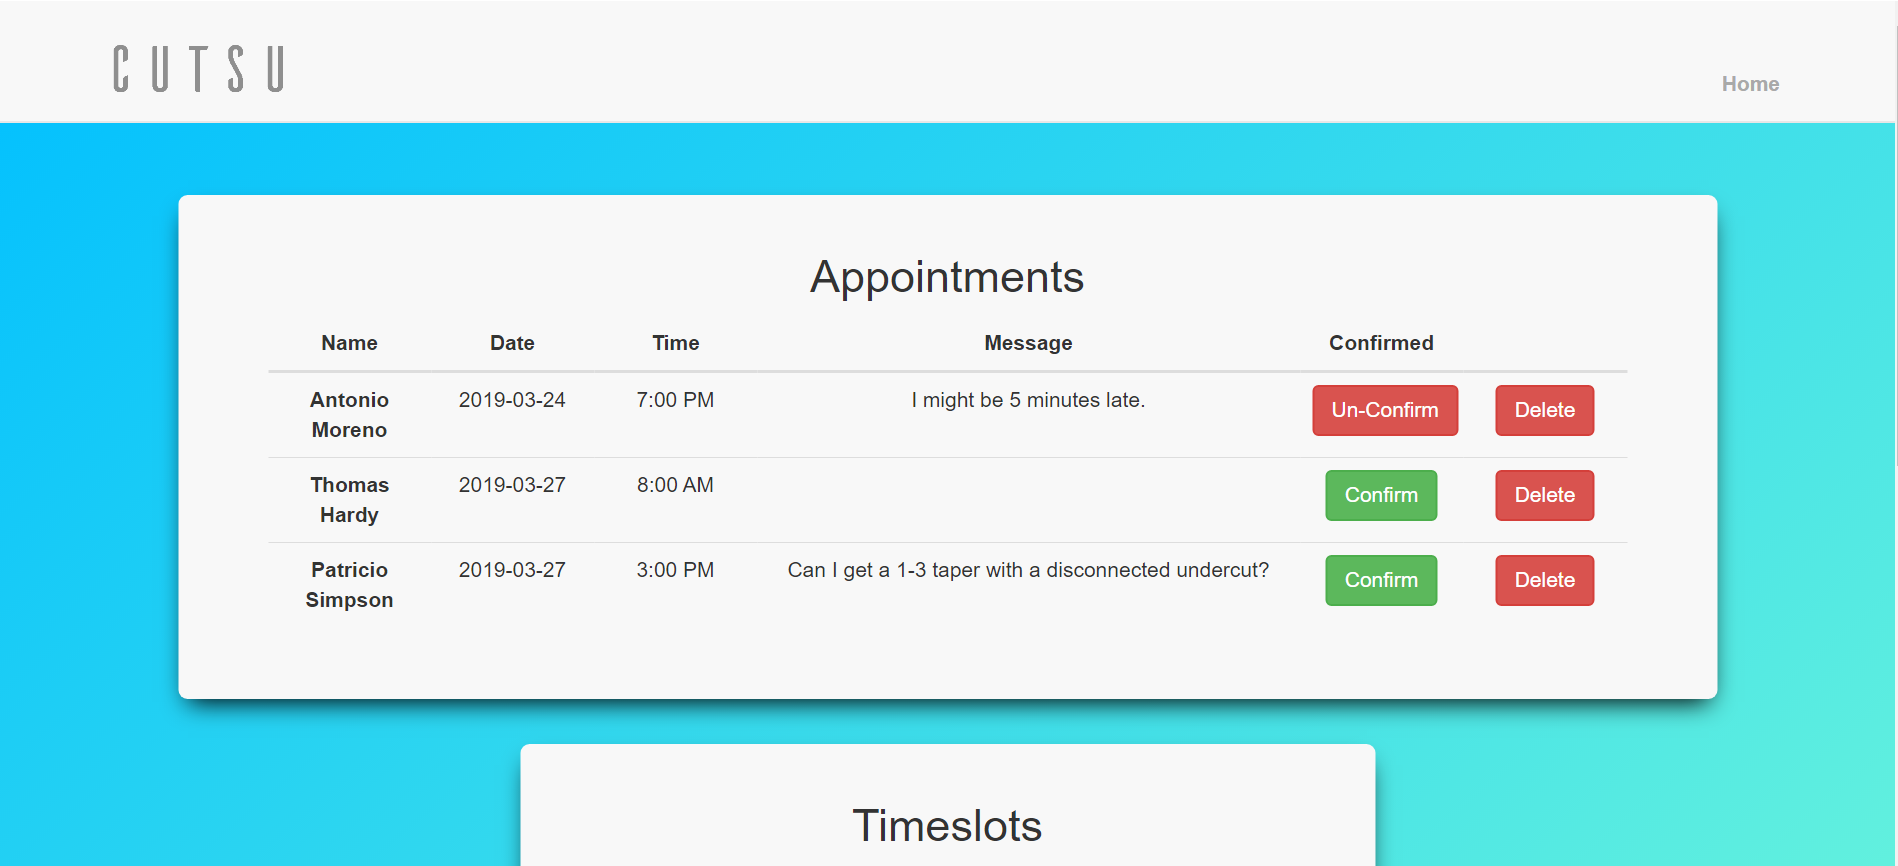 CUTSU
Home
Appointments
Name Date Time Message Confirmed
Antonio 2019-03-24 7:00 PM I might be 5 minutes late. Un-Confirm Delete
Moreno
Thomas 2019-03-27 8:00 AM Confirm Delete
Hardy
Patricio 2019-03-27 3:00 PM Can I get a 1-3 taper with a disconnected undercut? Confirm Delete
Simpson
Timeslots